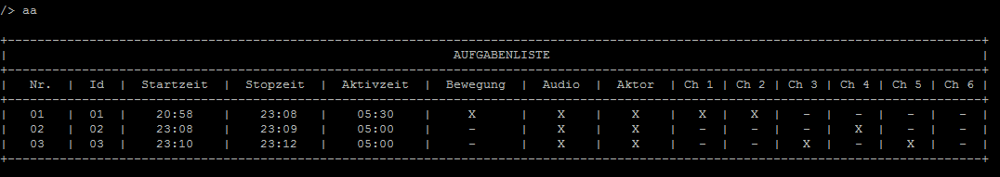 /> aa
+-----------------------------------------------------------------------------------------------------------------------------------+
| AUFGABENLISTE |
+-----------------------------------------------------------------------------------------------------------------------------------+
| Nr. | Id | Startzeit | Stopzeit | Aktivzeit | Bewegung | Audio | Aktor | Ch 1 | Ch 2 | Ch 3 | Ch 4 | Ch 5 | Ch 6 |
+-----------------------------------------------------------------------------------------------------------------------------------+
| 01 | 01 | 20:58 | 23:08 | 05:30 | X | X | X | X | X | - | - | - | - |
| 02 | 02 | 23:08 | 23:09 | 05:00 | - | X | X | - | - | - | X | - | - |
| 03 | 03 | 23:10 | 23:12 | 05:00 | - | X | X | - | - | X | - | X | - |
+-----------------------------------------------------------------------------------------------------------------------------------+